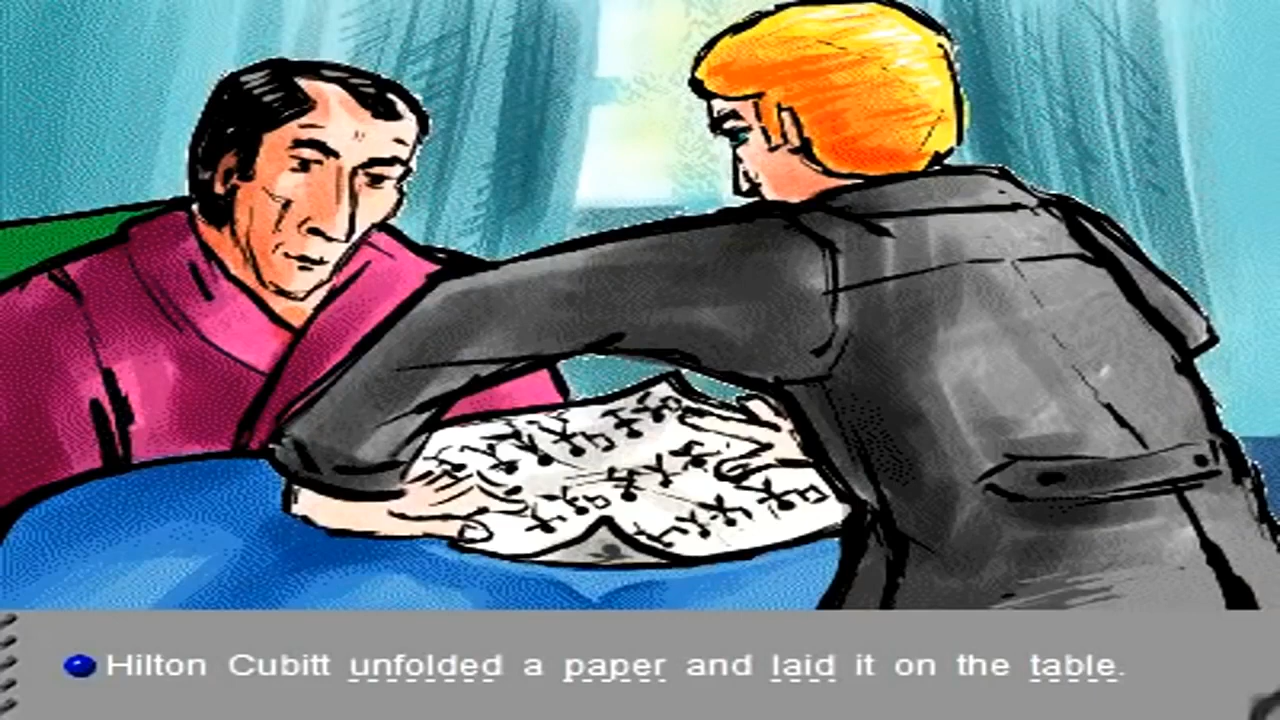 Hilton Cubitt unfolded a paper and laid it on the table.